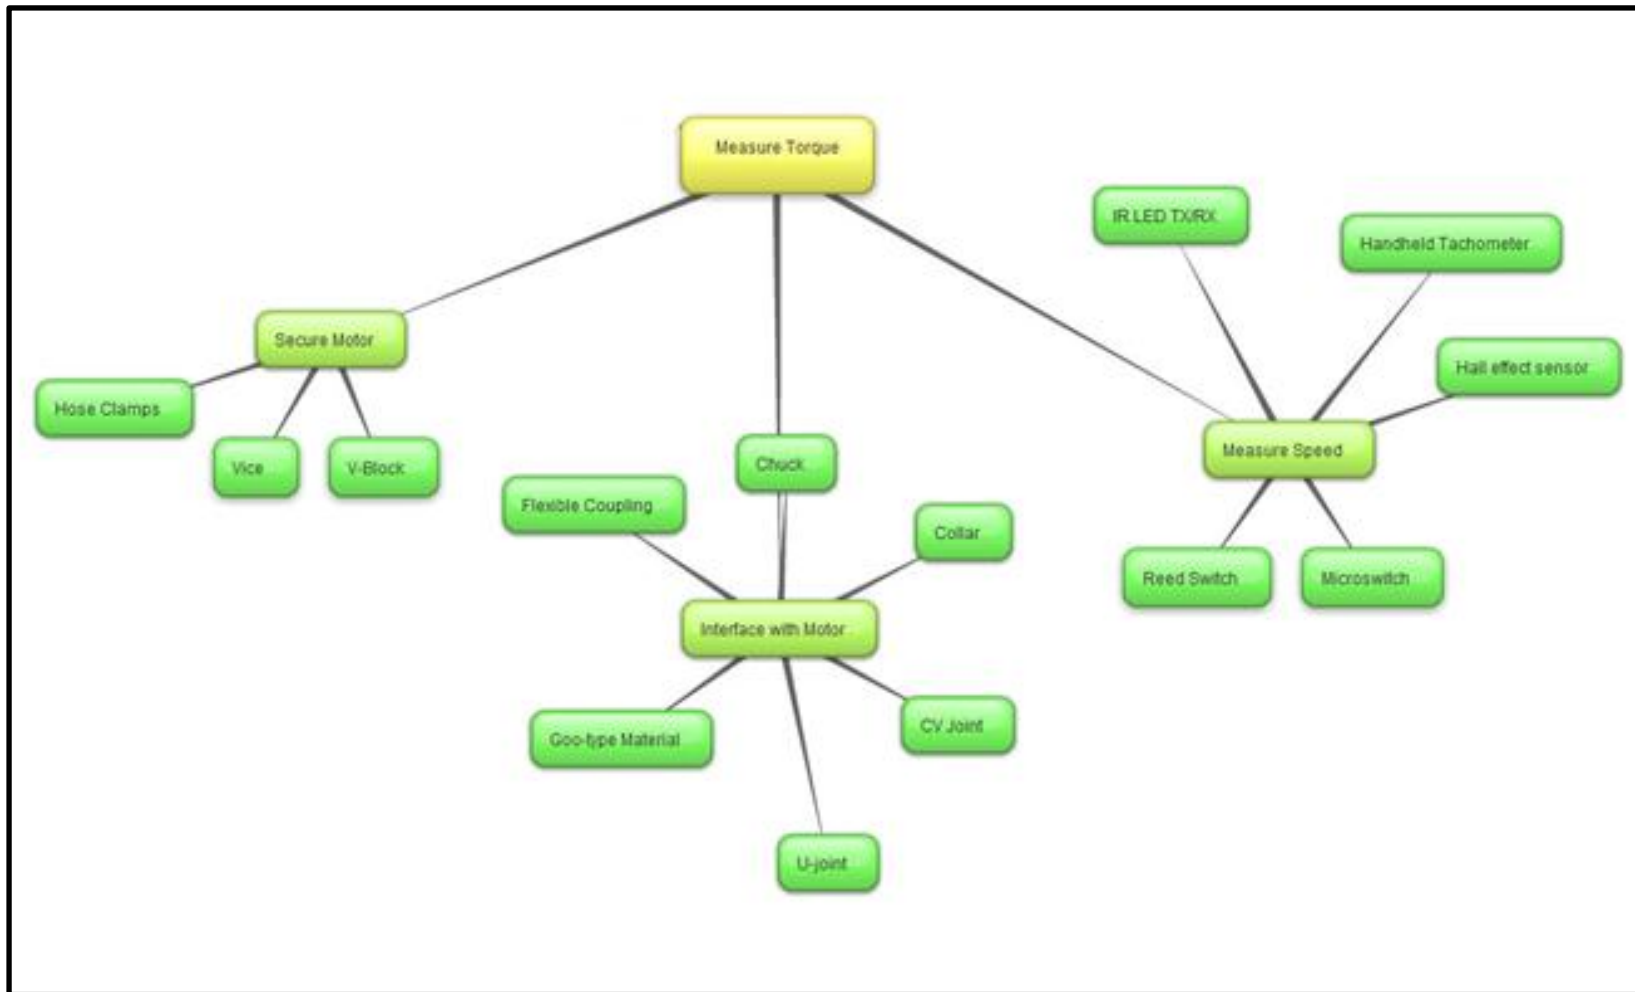 Measure Torque
IR LED TX/RX
Handheld Tachometer
Secure Motor
Hall effect sensor
Hose Clamps
Measure Speed
Vice
V-Block
Chuck
Flexible Coupling
Collar
Reed Switch
Microswitch
Interface with Motor
Goo-type Material
CV Joint
U-joint